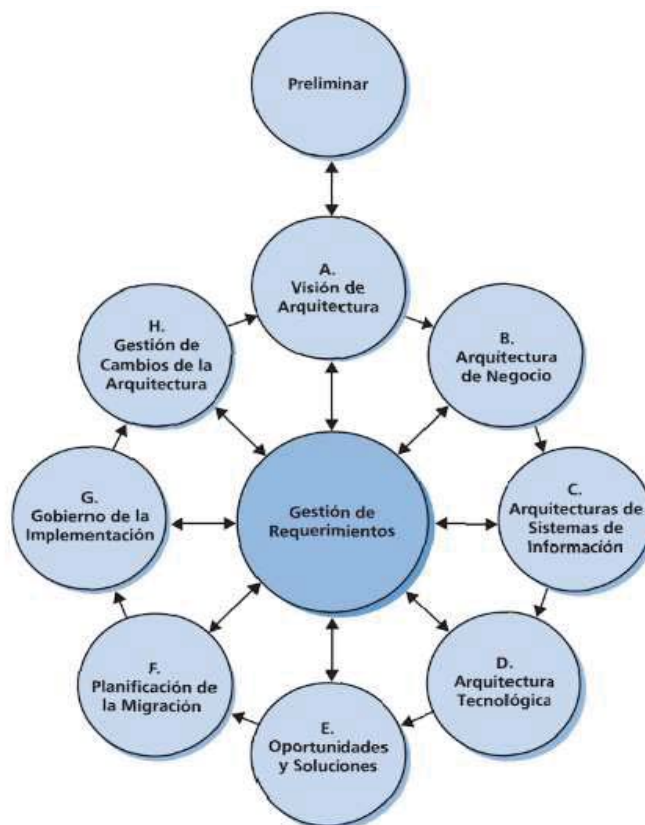 Preliminar
A.
Visión de
Arquitectura
B.
Arquitectura
de Negocio
C.
Arquitecturas de
Sistemas de
Información
D.
Arquitectura
Tecnológica
E.
Oportunidades
y Soluciones
F.
Planificación de
la Migración
G.
Gobierno de la
Implementación
H.
Gestión de
Cambios de la
Arquitectura
Gestión de
Requerimientos